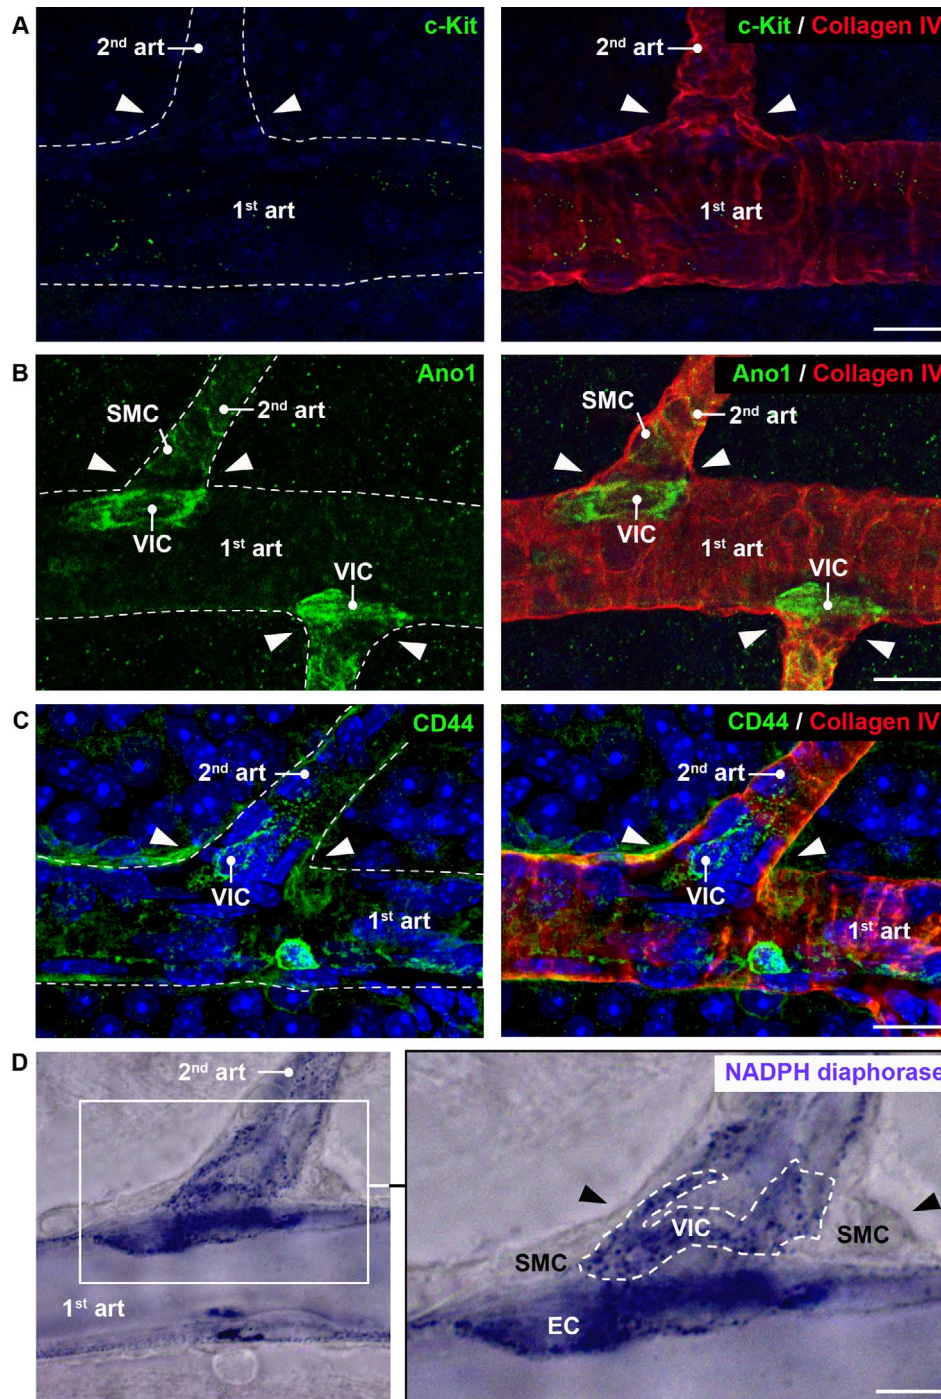 A
c-Kit
2nd art
1st art
c-Kit / Collagen IV
2nd art
1st art
B
Ano1
SMC
2nd art
VIC
1st art
VIC
Ano1 / Collagen IV
SMC
2nd art
VIC
1st art
VIC
C
CD44
2nd art
VIC
1st art
CD44 / Collagen IV
2nd art
VIC
1st art
D
2nd art
1st art
NADPH diaphorase
VIC
SMC
SMC
EC